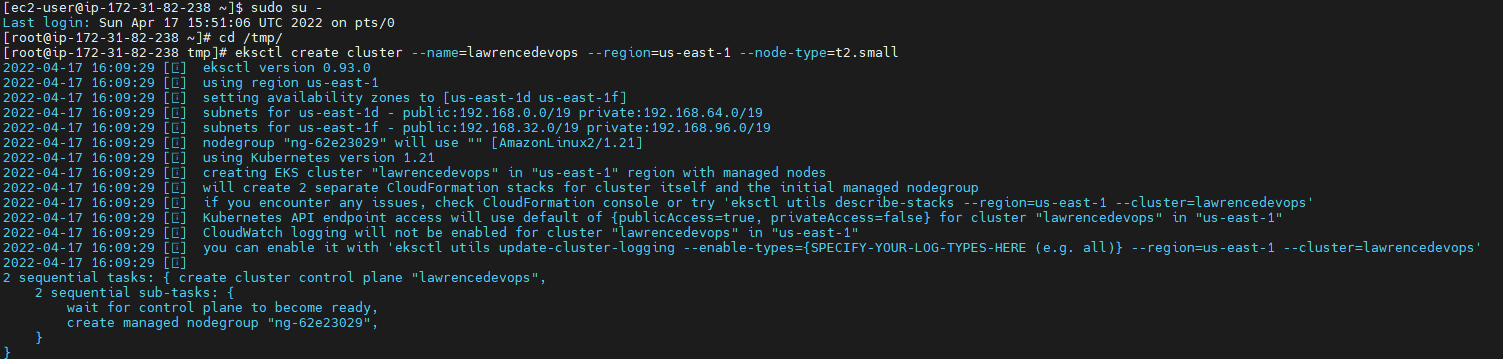 [ec2-user@ip-172-31-82-238 ~]$ sudo su -
Last login: Sun Apr 17 15:51:06 UTC 2022 on pts/0
[root@ip-172-31-82-238 ~]# cd /tmp/
[root@ip-172-31-82-238 tmp]# eksctl create cluster --name=lawrencedevops --region=us-east-1 --node-type=t2.small
2022-04-17 16:09:29 [ℹ]  eksctl version 0.93.0
2022-04-17 16:09:29 [ℹ]  using region us-east-1
2022-04-17 16:09:29 [ℹ]  setting availability zones to [us-east-1d us-east-1f]
2022-04-17 16:09:29 [ℹ]  subnets for us-east-1d - public:192.168.0.0/19 private:192.168.64.0/19
2022-04-17 16:09:29 [ℹ]  subnets for us-east-1f - public:192.168.32.0/19 private:192.168.96.0/19
2022-04-17 16:09:29 [ℹ]  nodegroup "ng-62e23029" will use "" [AmazonLinux2/1.21]
2022-04-17 16:09:29 [ℹ]  using Kubernetes version 1.21
2022-04-17 16:09:29 [ℹ]  creating EKS cluster "lawrencedevops" in "us-east-1" region with managed nodes
2022-04-17 16:09:29 [ℹ]  will create 2 separate CloudFormation stacks for cluster itself and the initial managed nodegroup
2022-04-17 16:09:29 [ℹ]  if you encounter any issues, check CloudFormation console or try 'eksctl utils describe-stacks --region=us-east-1 --cluster=lawrencedevops'
2022-04-17 16:09:29 [ℹ]  Kubernetes API endpoint access will use default of {publicAccess=true, privateAccess=false} for cluster "lawrencedevops" in "us-east-1"
2022-04-17 16:09:29 [ℹ]  CloudWatch logging will not be enabled for cluster "lawrencedevops" in "us-east-1"
2022-04-17 16:09:29 [ℹ]  you can enable it with 'eksctl utils update-cluster-logging --enable-types={SPECIFY-YOUR-LOG-TYPES-HERE (e.g. all)} --region=us-east-1 --cluster=lawrencedevops'
2022-04-17 16:09:29 [ℹ]
2 sequential tasks: { create cluster control plane "lawrencedevops",
    2 sequential sub-tasks: {
        wait for control plane to become ready,
        create managed nodegroup "ng-62e23029",
    }
}